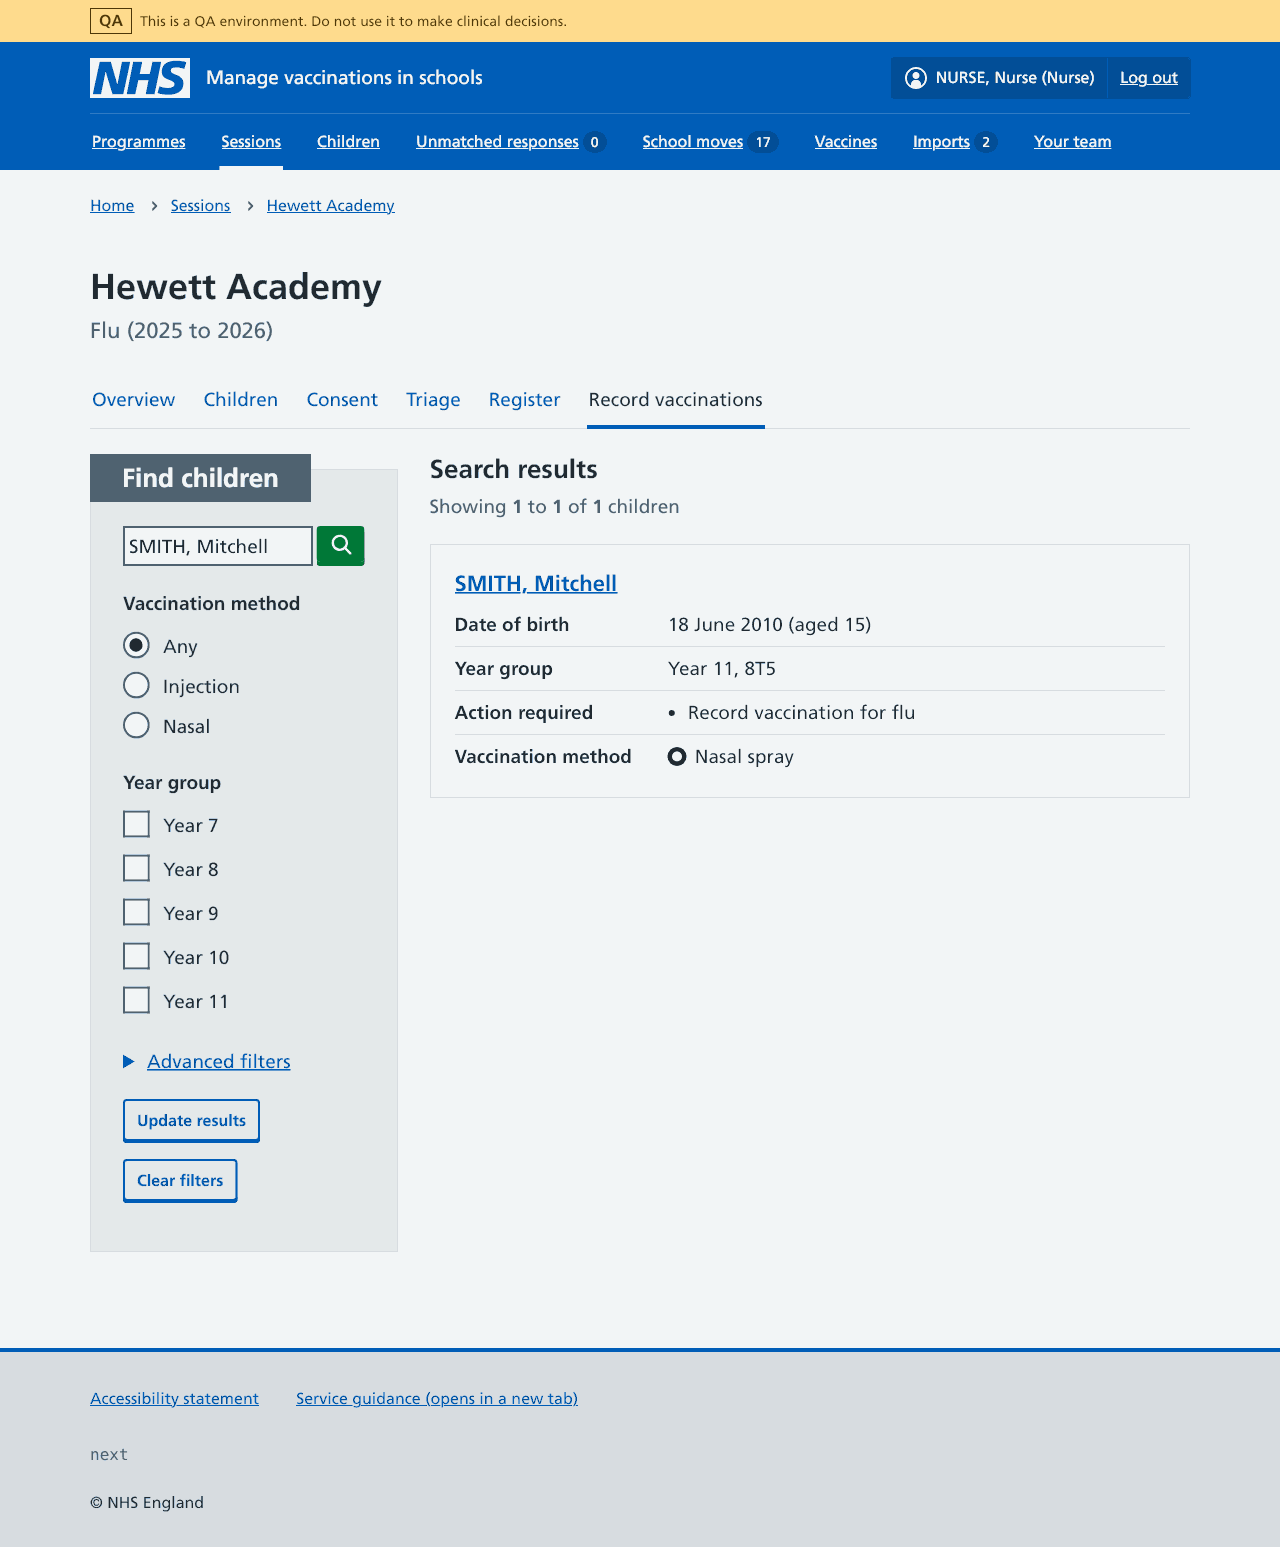 QA This is a QA environment. Do not use it to make clinical decisions.
NHS Manage vaccinations in schools NURSE, Nurse (Nurse) Log out
Programmes Sessions Children Unmatched responses 0 School moves 17 Vaccines Imports 2 Your team
Home Sessions Hewett Academy
Hewett Academy
Flu (2025 to 2026)
Overview Children Consent Triage Register Record vaccinations
Find children
SMITH, Mitchell
Vaccination method
Any
Injection
Nasal
Year group
Year 7
Year 8
Year 9
Year 10
Year 11
Advanced filters
Update results
Clear filters
Search results
Showing 1 to 1 of 1 children
SMITH, Mitchell
Date of birth 18 June 2010 (aged 15)
Year group Year 11, 8T5
Action required • Record vaccination for flu
Vaccination method Nasal spray
Accessibility statement Service guidance (opens in a new tab)
next
© NHS England